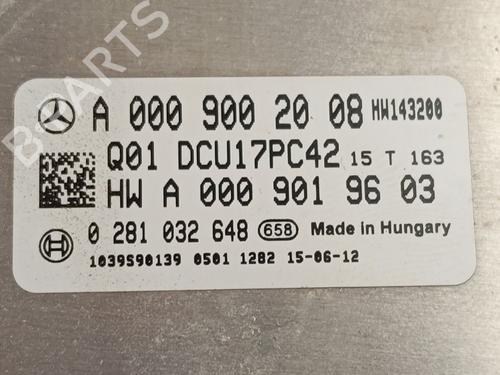 B-PARTS
A 000 900 20 08 HW143200
Q01 DCU17PC42 15 T 163
HW A 000 901 96 03
0 281 032 648 658 Made in Hungary
1039S90139 0501 1282 15-06-12